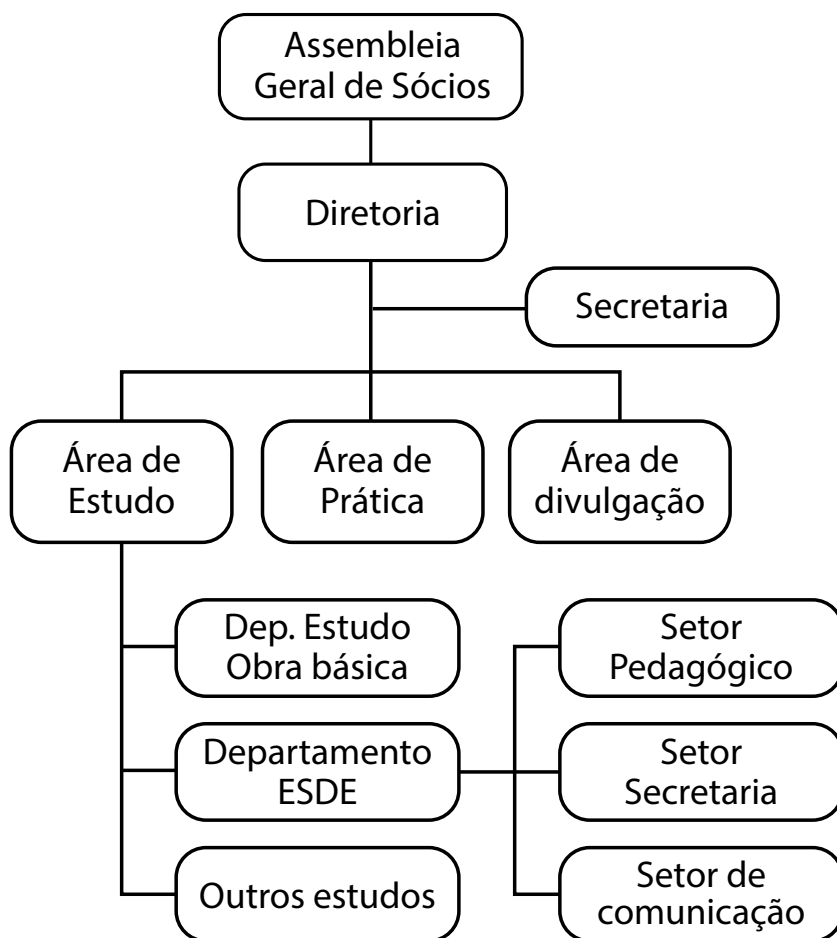 Assembleia
Geral de Sócios
Diretoria
Secretaria
Área de
Estudo
Área de
Prática
Área de
divulgação
Dep. Estudo
Obra básica
Setor
Pedagógico
Departamento
ESDE
Setor
Secretaria
Outros estudos
Setor de
comunicação